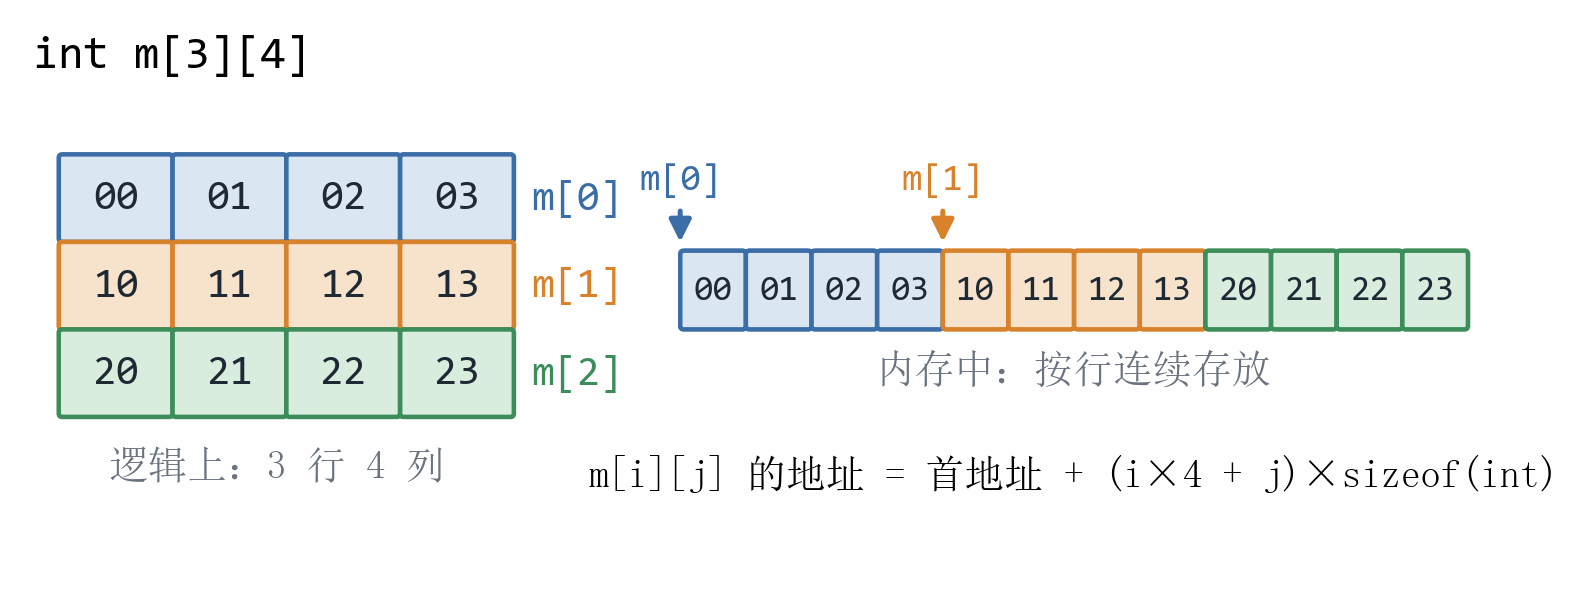 int m[3][4]
00 01 02 03 m[0]
10 11 12 13 m[1]
20 21 22 23 m[2]
逻辑上：3 行 4 列
m[0] m[1]
00 01 02 03 10 11 12 13 20 21 22 23
内存中：按行连续存放
m[i][j] 的地址 = 首地址 + (i×4 + j)×sizeof(int)